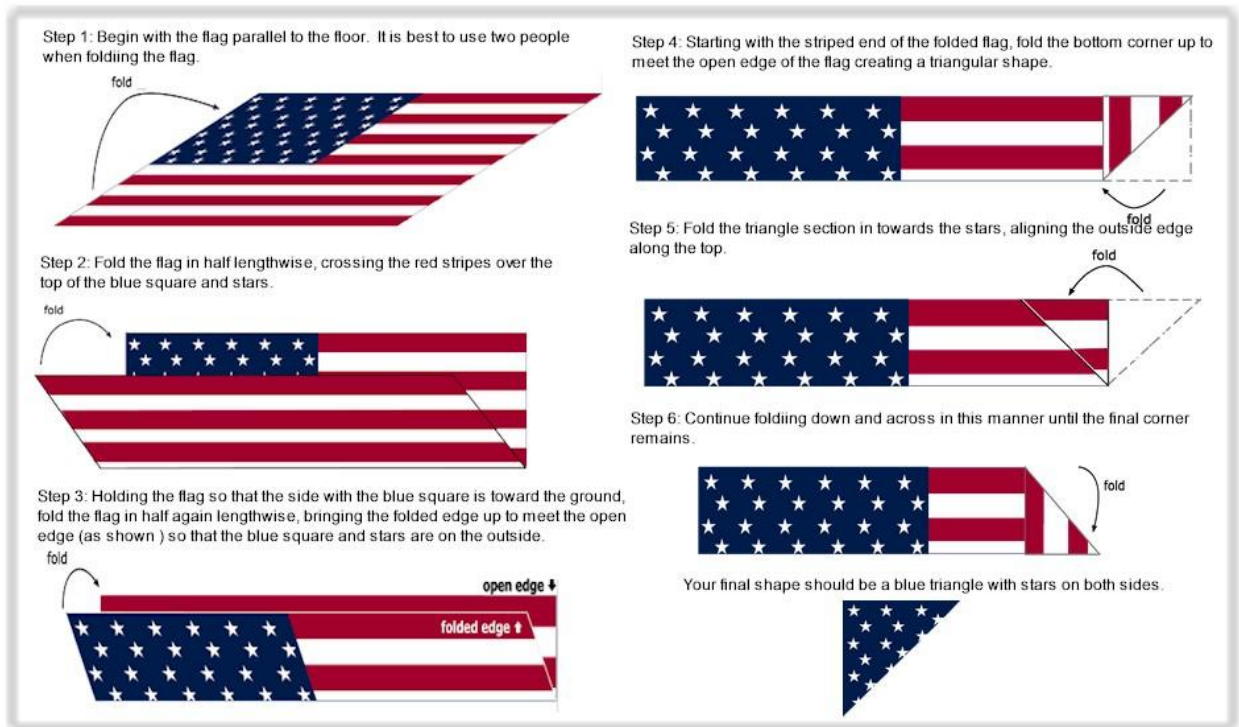 Step 1: Begin with the flag parallel to the floor. It is best to use two people
when foldiing the flag.
fold
Step 2: Fold the flag in half lengthwise, crossing the red stripes over the
top of the blue square and stars.
fold
Step 3: Holding the flag so that the side with the blue square is toward the ground,
fold the flag in half again lengthwise, bringing the folded edge up to meet the open
edge (as shown ) so that the blue square and stars are on the outside.
fold
open edge
folded edge
Step 4: Starting with the striped end of the folded flag, fold the bottom corner up to
meet the open edge of the flag creating a triangular shape.
fold
Step 5: Fold the triangle section in towards the stars, aligning the outside edge
along the top.
fold
Step 6: Continue foldiing down and across in this manner until the final corner
remains.
fold
Your final shape should be a blue triangle with stars on both sides.